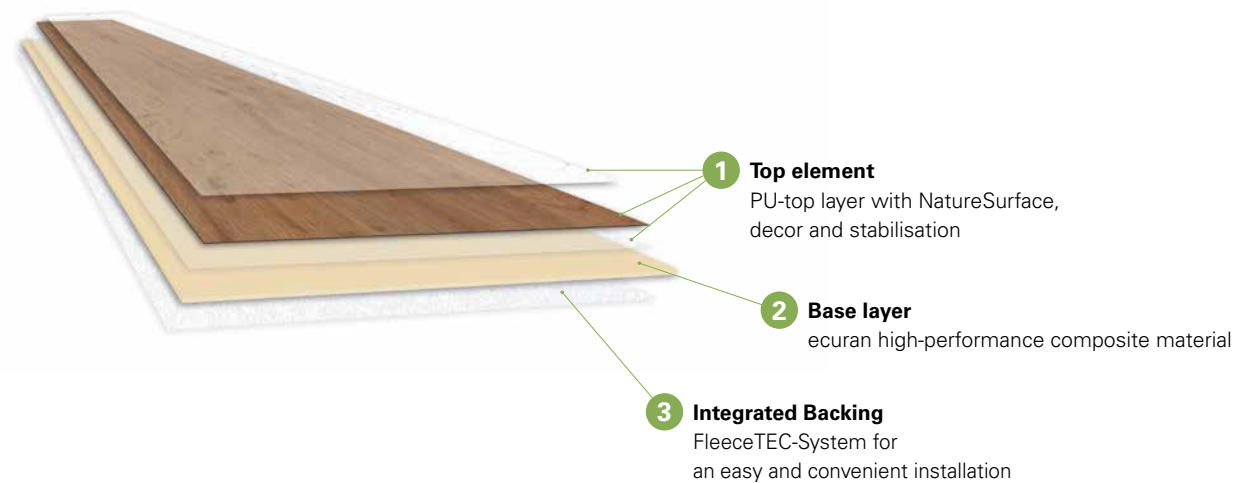 1 Top element
PU-top layer with NatureSurface,
decor and stabilisation
2 Base layer
ecuran high-performance composite material
3 Integrated Backing
FleeceTEC-System for
an easy and convenient installation